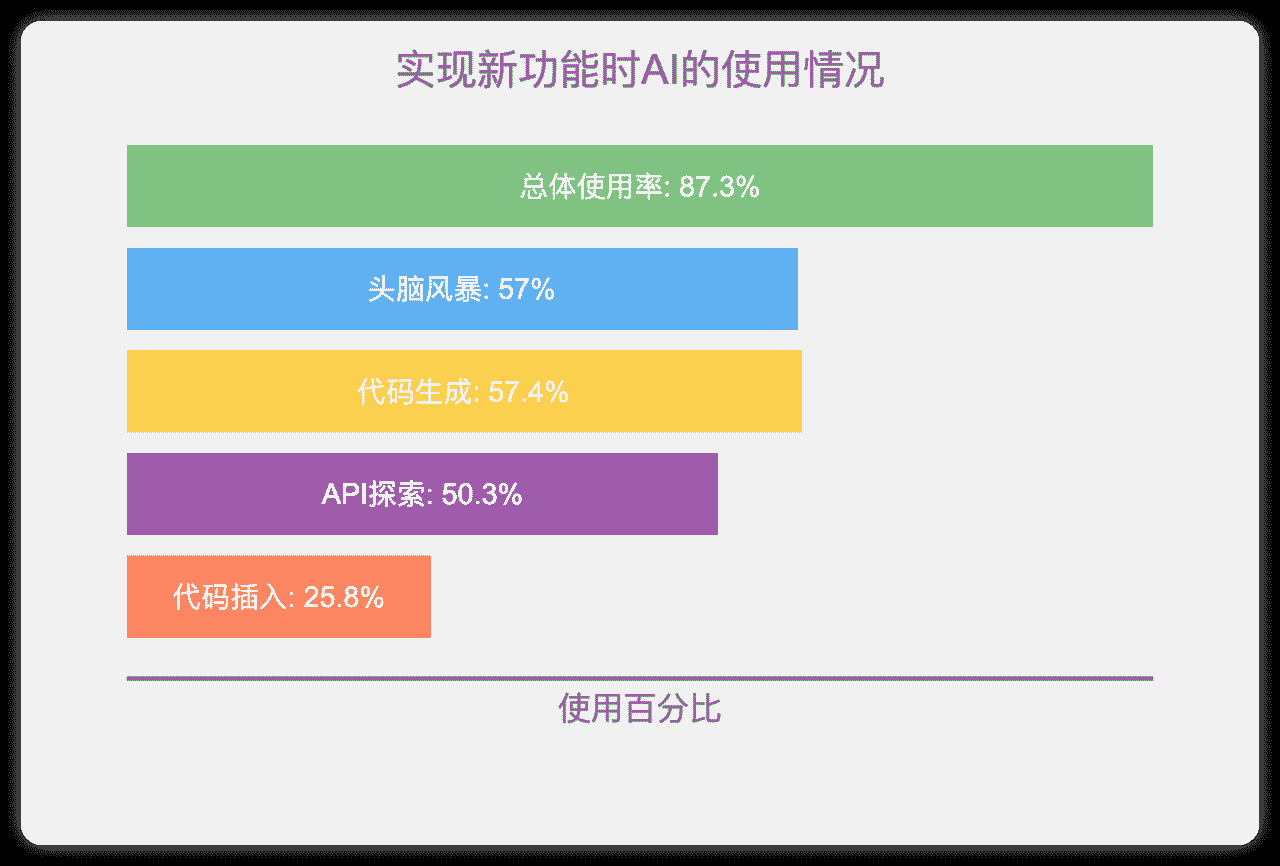 实现新功能时AI的使用情况
总体使用率: 87.3%
头脑风暴: 57%
代码生成: 57.4%
API探索: 50.3%
代码插入: 25.8%
使用百分比